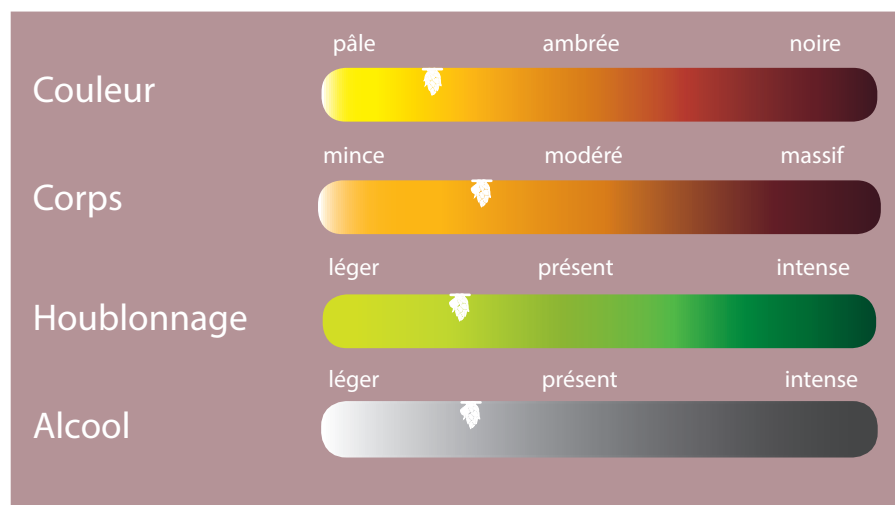 pâle ambrée noire
Couleur
mince modéré massif
Corps
léger présent intense
Houblonnage
léger présent intense
Alcool